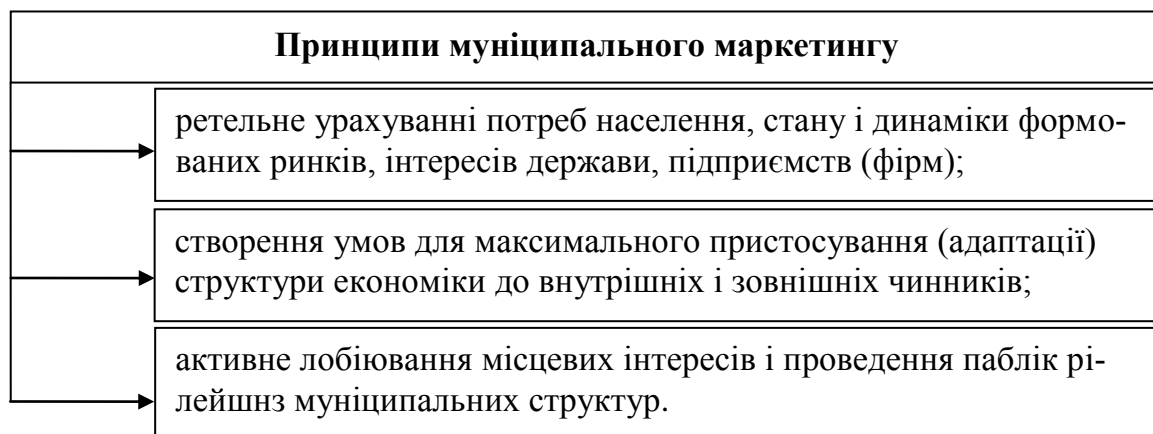 Принципи муніципального маркетингу
ретельне урахуванні потреб населення, стану і динаміки формо-
ваних ринків, інтересів держави, підприємств (фірм);
створення умов для максимального пристосування (адаптації)
структури економіки до внутрішніх і зовнішніх чинників;
активне лобіювання місцевих інтересів і проведення паблік рі-
лейшнз муніципальних структур.